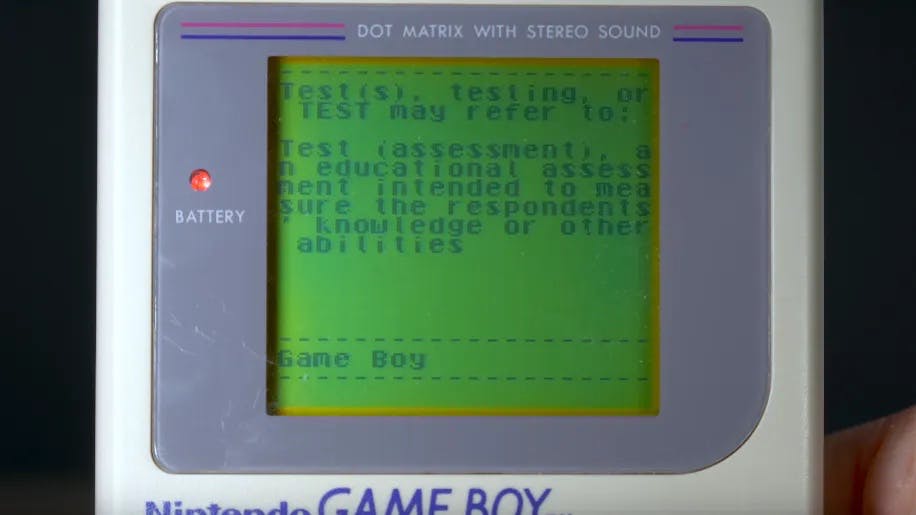 DOT MATRIX WITH STEREO SOUND
--------------------
Test(s), testing, or
TEST may refer to:
Test (assessment), a
n educational assess
ment intended to mea
sure the respondents
' knowledge or other
abilities
--------------------
Game Boy
--------------------
BATTERY
Nintendo GAME BOY TM